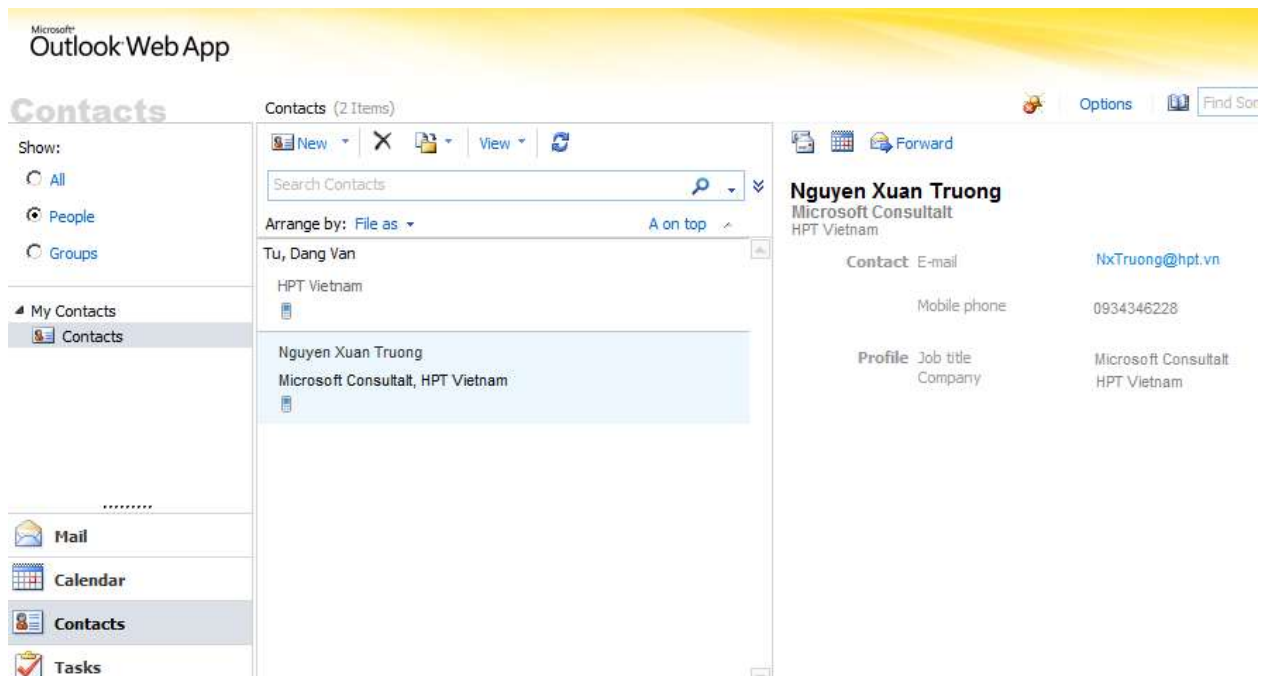 Microsoft®
Outlook Web App
Contacts
Contacts (2 Items)
Options
Find Sor
Show:
All
People
Groups
My Contacts
Contacts
Mail
Calendar
Contacts
Tasks
New
View
Search Contacts
Arrange by: File as
A on top
Tu, Dang Van
HPT Vietnam
Nguyen Xuan Truong
Microsoft Consultalt, HPT Vietnam
Forward
Nguyen Xuan Truong
Microsoft Consultalt
HPT Vietnam
Contact E-mail NxTruong@hpt.vn
Mobile phone 0934346228
Profile Job title Microsoft Consultalt
Company HPT Vietnam